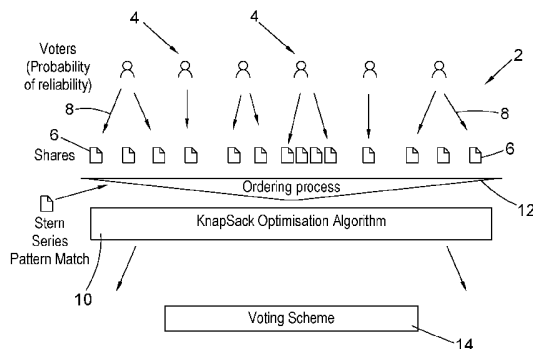 4
4
Voters
(Probability
of reliability)
2
8
8
6
Shares
6
Ordering process
12
Stern
Series
Pattern Match
KnapSack Optimisation Algorithm
10
Voting Scheme
14